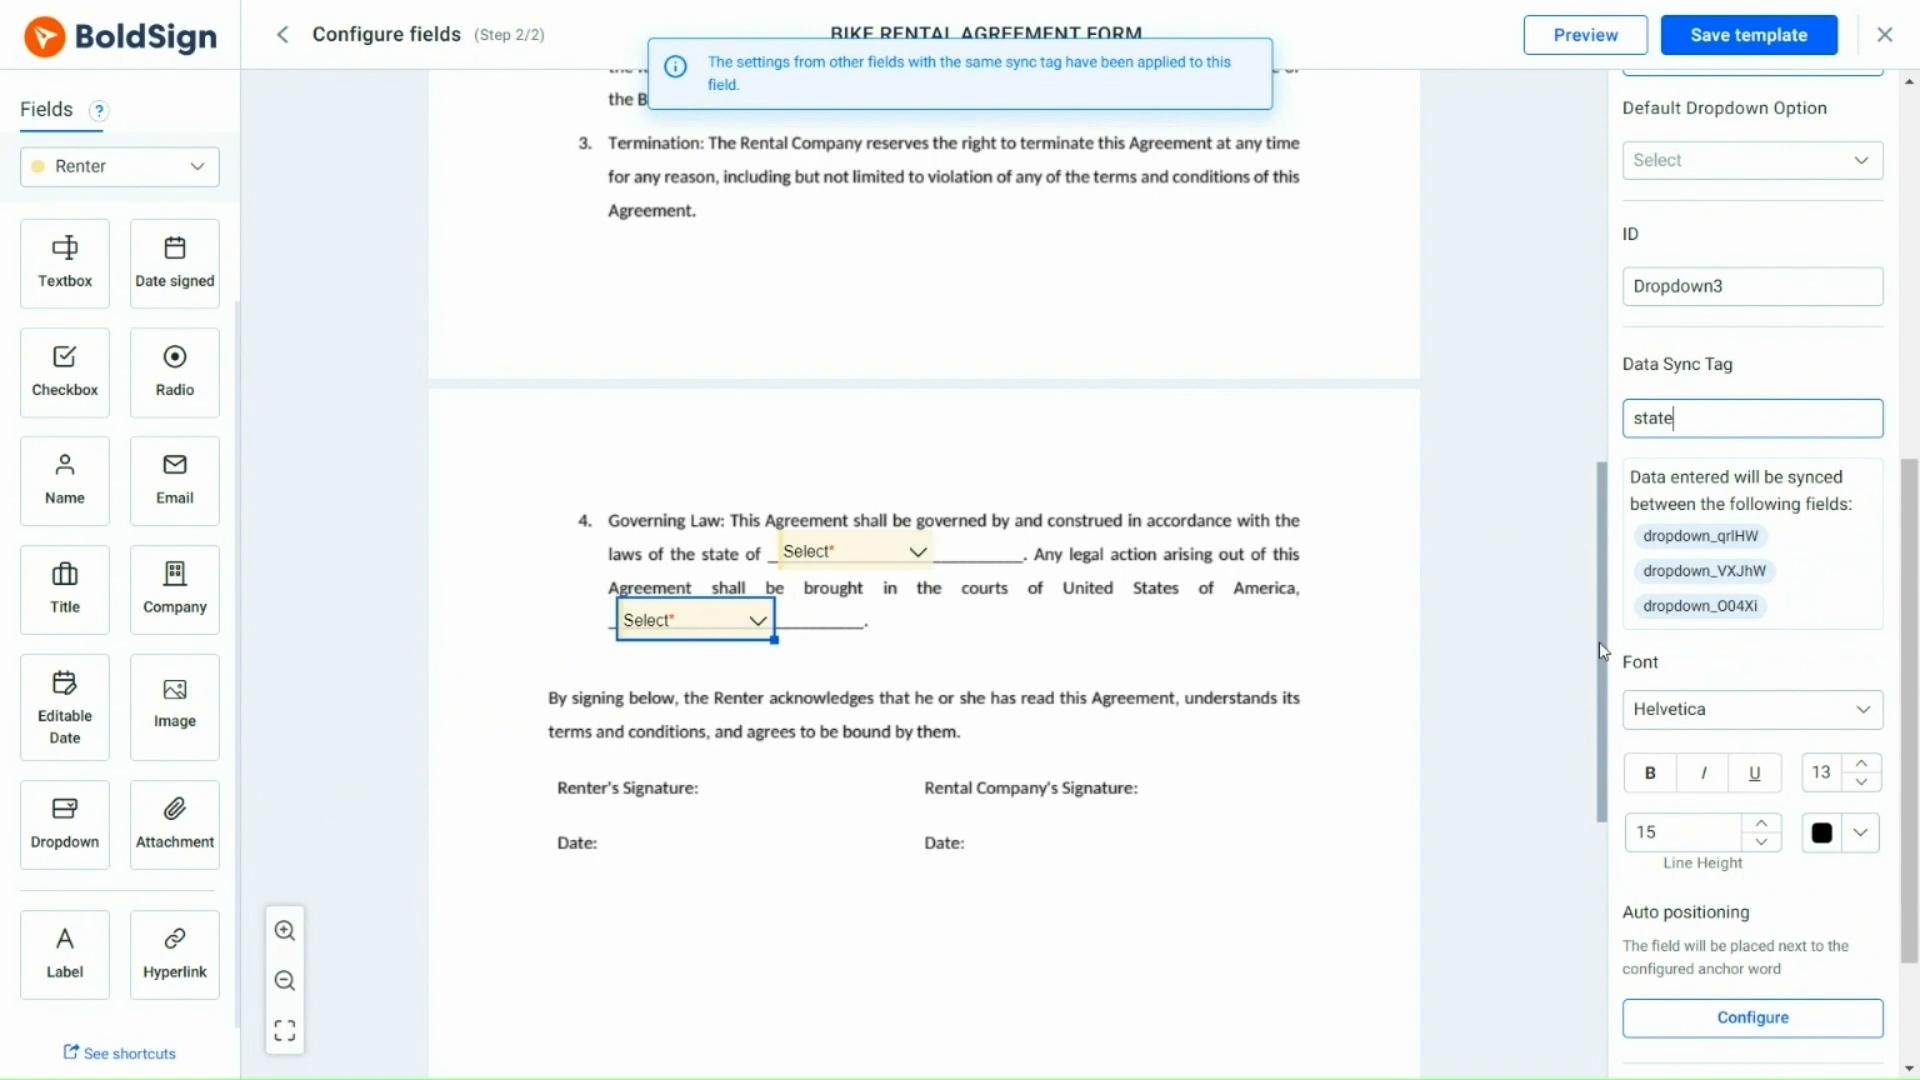 BoldSign
Configure fields (Step 2/2)
BIKE RENTAL AGREEMENT FORM
Preview
Save template
The settings from other fields with the same sync tag have been applied to this
field.
Fields ?
Renter
Textbox
Date signed
Checkbox
Radio
Name
Email
Title
Company
Editable
Date
Image
Dropdown
Attachment
Label
Hyperlink
See shortcuts
the B
3. Termination: The Rental Company reserves the right to terminate this Agreement at any time
for any reason, including but not limited to violation of any of the terms and conditions of this
Agreement.
4. Governing Law: This Agreement shall be governed by and construed in accordance with the
laws of the state of _ Select* ___________. Any legal action arising out of this
Agreement shall be brought in the courts of United States of America,
_ Select* ___________.
By signing below, the Renter acknowledges that he or she has read this Agreement, understands its
terms and conditions, and agrees to be bound by them.
Renter's Signature:
Rental Company's Signature:
Date:
Date:
Default Dropdown Option
Select
ID
Dropdown3
Data Sync Tag
state
Data entered will be synced
between the following fields:
dropdown_qrlHW
dropdown_VXJhW
dropdown_O04Xi
Font
Helvetica
B I U 13
15
Line Height
Auto positioning
The field will be placed next to the
configured anchor word
Configure